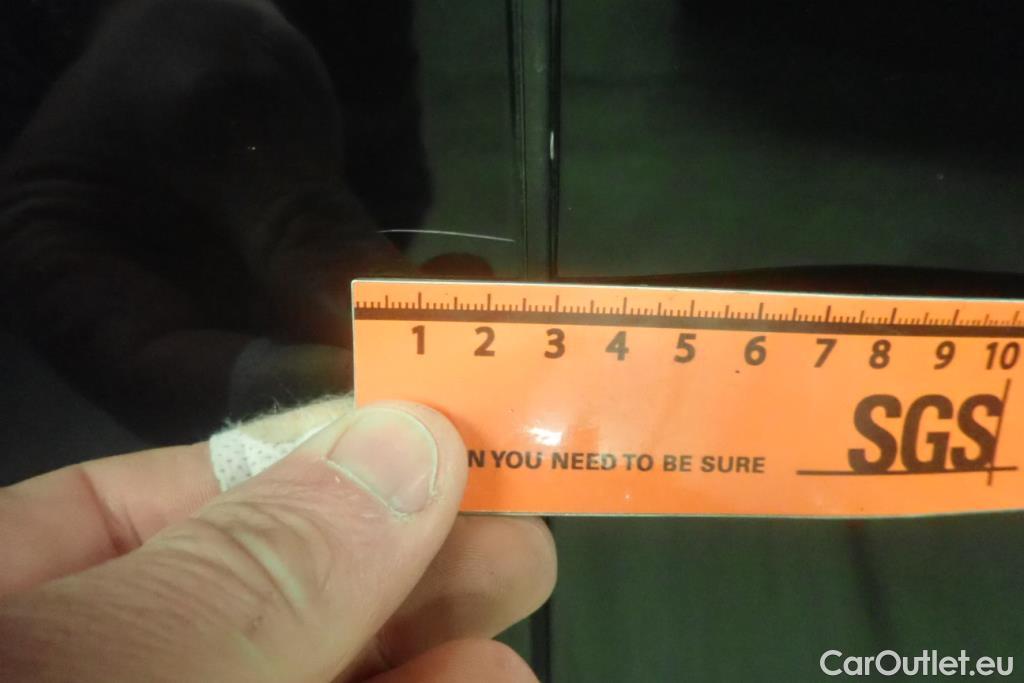 1 2 3 4 5 6 7 8 9 10
SGS
N YOU NEED TO BE SURE
CarOutlet.eu